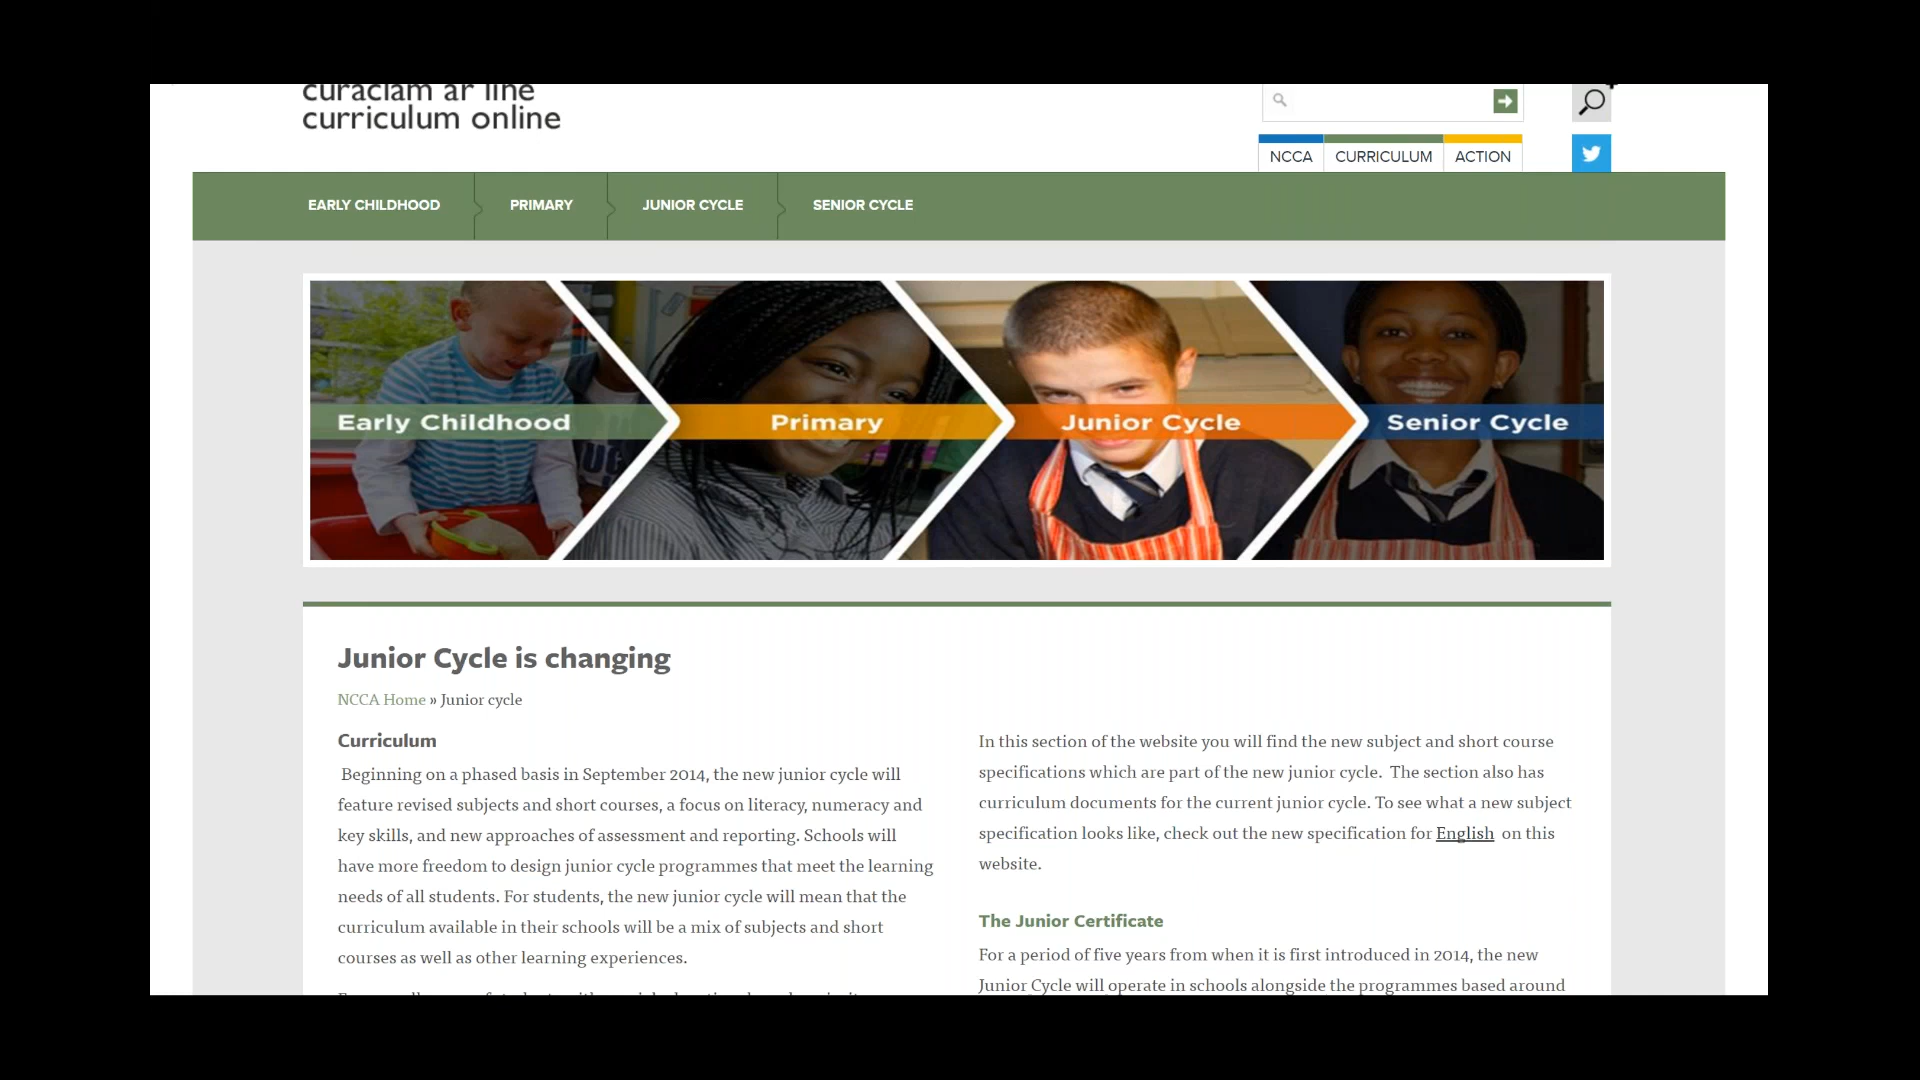 curaclam ar líne
curriculum online
NCCA
CURRICULUM
ACTION
EARLY CHILDHOOD
PRIMARY
JUNIOR CYCLE
SENIOR CYCLE
Early Childhood
Primary
Junior Cycle
Senior Cycle
Junior Cycle is changing
NCCA Home » Junior cycle
Curriculum
Beginning on a phased basis in September 2014, the new junior cycle will
feature revised subjects and short courses, a focus on literacy, numeracy and
key skills, and new approaches of assessment and reporting. Schools will
have more freedom to design junior cycle programmes that meet the learning
needs of all students. For students, the new junior cycle will mean that the
curriculum available in their schools will be a mix of subjects and short
courses as well as other learning experiences.
In this section of the website you will find the new subject and short course
specifications which are part of the new junior cycle. The section also has
curriculum documents for the current junior cycle. To see what a new subject
specification looks like, check out the new specification for English on this
website.
The Junior Certificate
For a period of five years from when it is first introduced in 2014, the new
Junior Cycle will operate in schools alongside the programmes based around